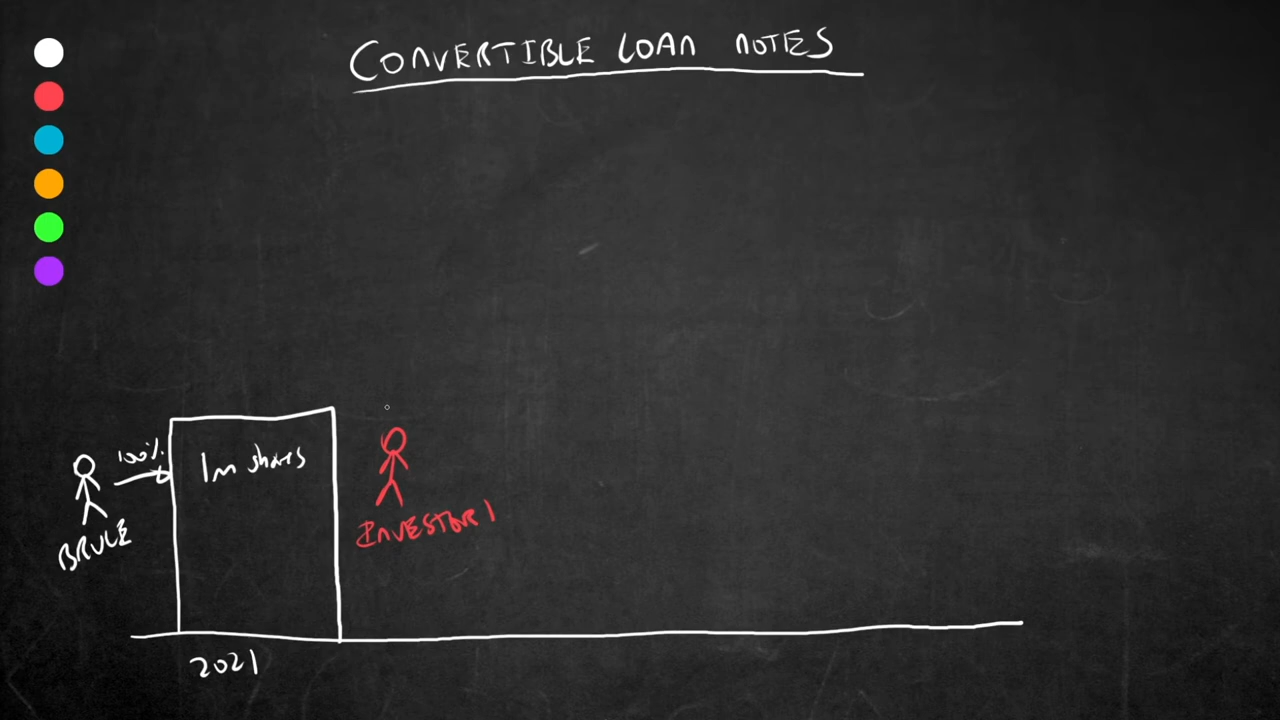 CONVERTIBLE LOAN NOTES
100%
1m shares
BRUCE
INVESTOR 1
2021